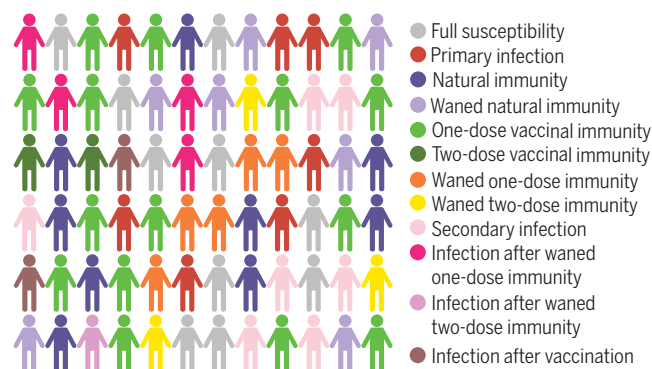 Full susceptibility
Primary infection
Natural immunity
Waned natural immunity
One-dose vaccinal immunity
Two-dose vaccinal immunity
Waned one-dose immunity
Waned two-dose immunity
Secondary infection
Infection after waned
one-dose immunity
Infection after waned
two-dose immunity
Infection after vaccination